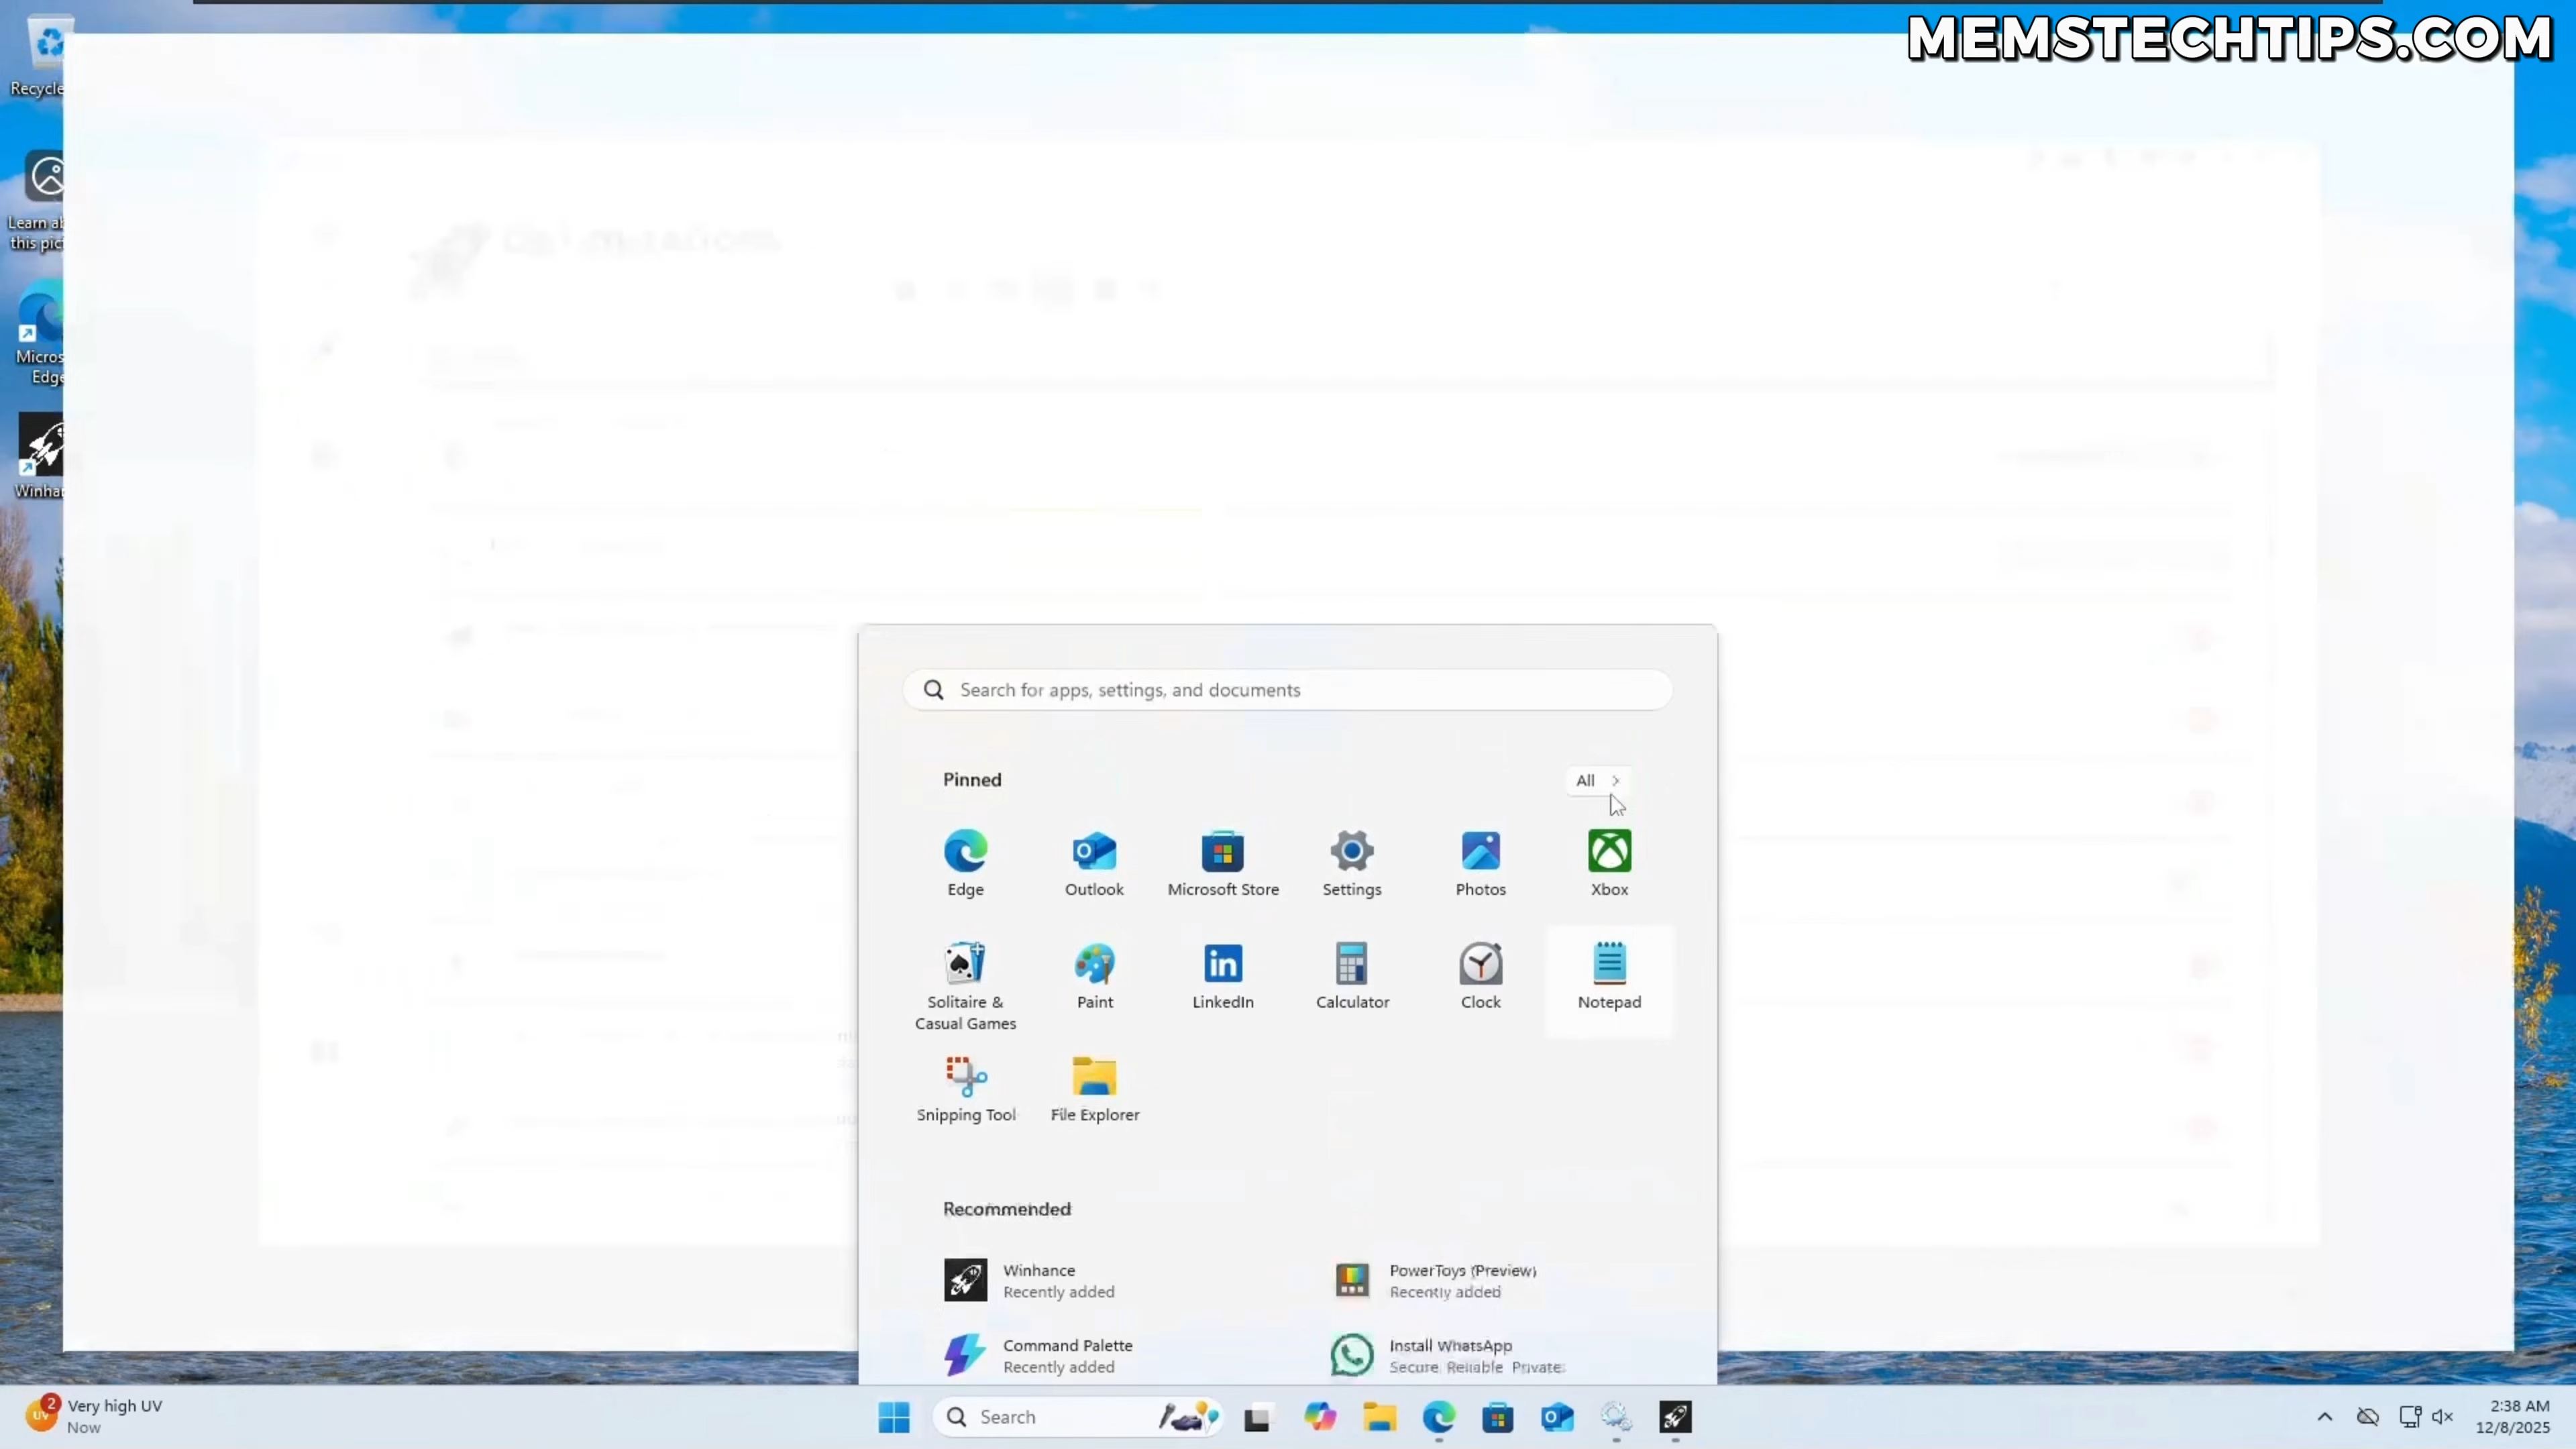 MEMSTECHTIPS.COM
Recycle
Learn ab
this pic
Micros
Edge
Winha
Search for apps, settings, and documents
Pinned
All
Edge
Outlook
Microsoft Store
Settings
Photos
Xbox
Solitaire &
Casual Games
Paint
LinkedIn
Calculator
Clock
Notepad
Snipping Tool
File Explorer
Recommended
Winhance
Recently added
PowerToys (Preview)
Recently added
Command Palette
Recently added
Install WhatsApp
Secure. Reliable. Private.
2
UV
Very high UV
Now
Search
2:38 AM
12/8/2025